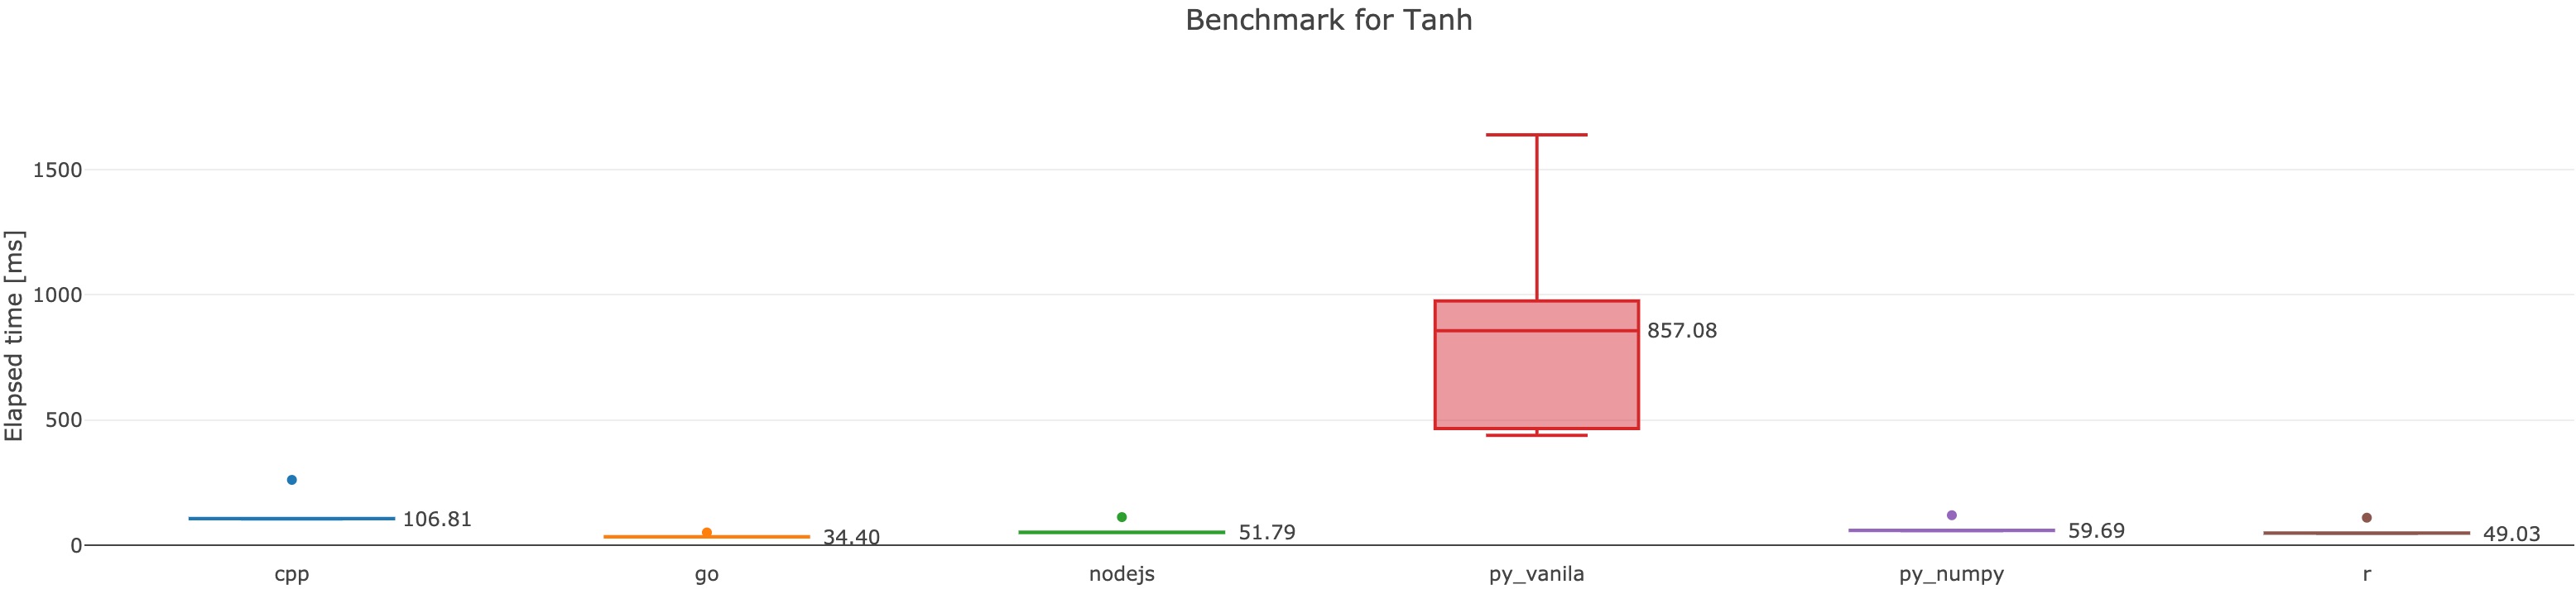 Benchmark for Tanh
Elapsed time [ms]
1500
1000
500
0
106.81
34.40
51.79
857.08
59.69
49.03
cpp
go
nodejs
py_vanila
py_numpy
r